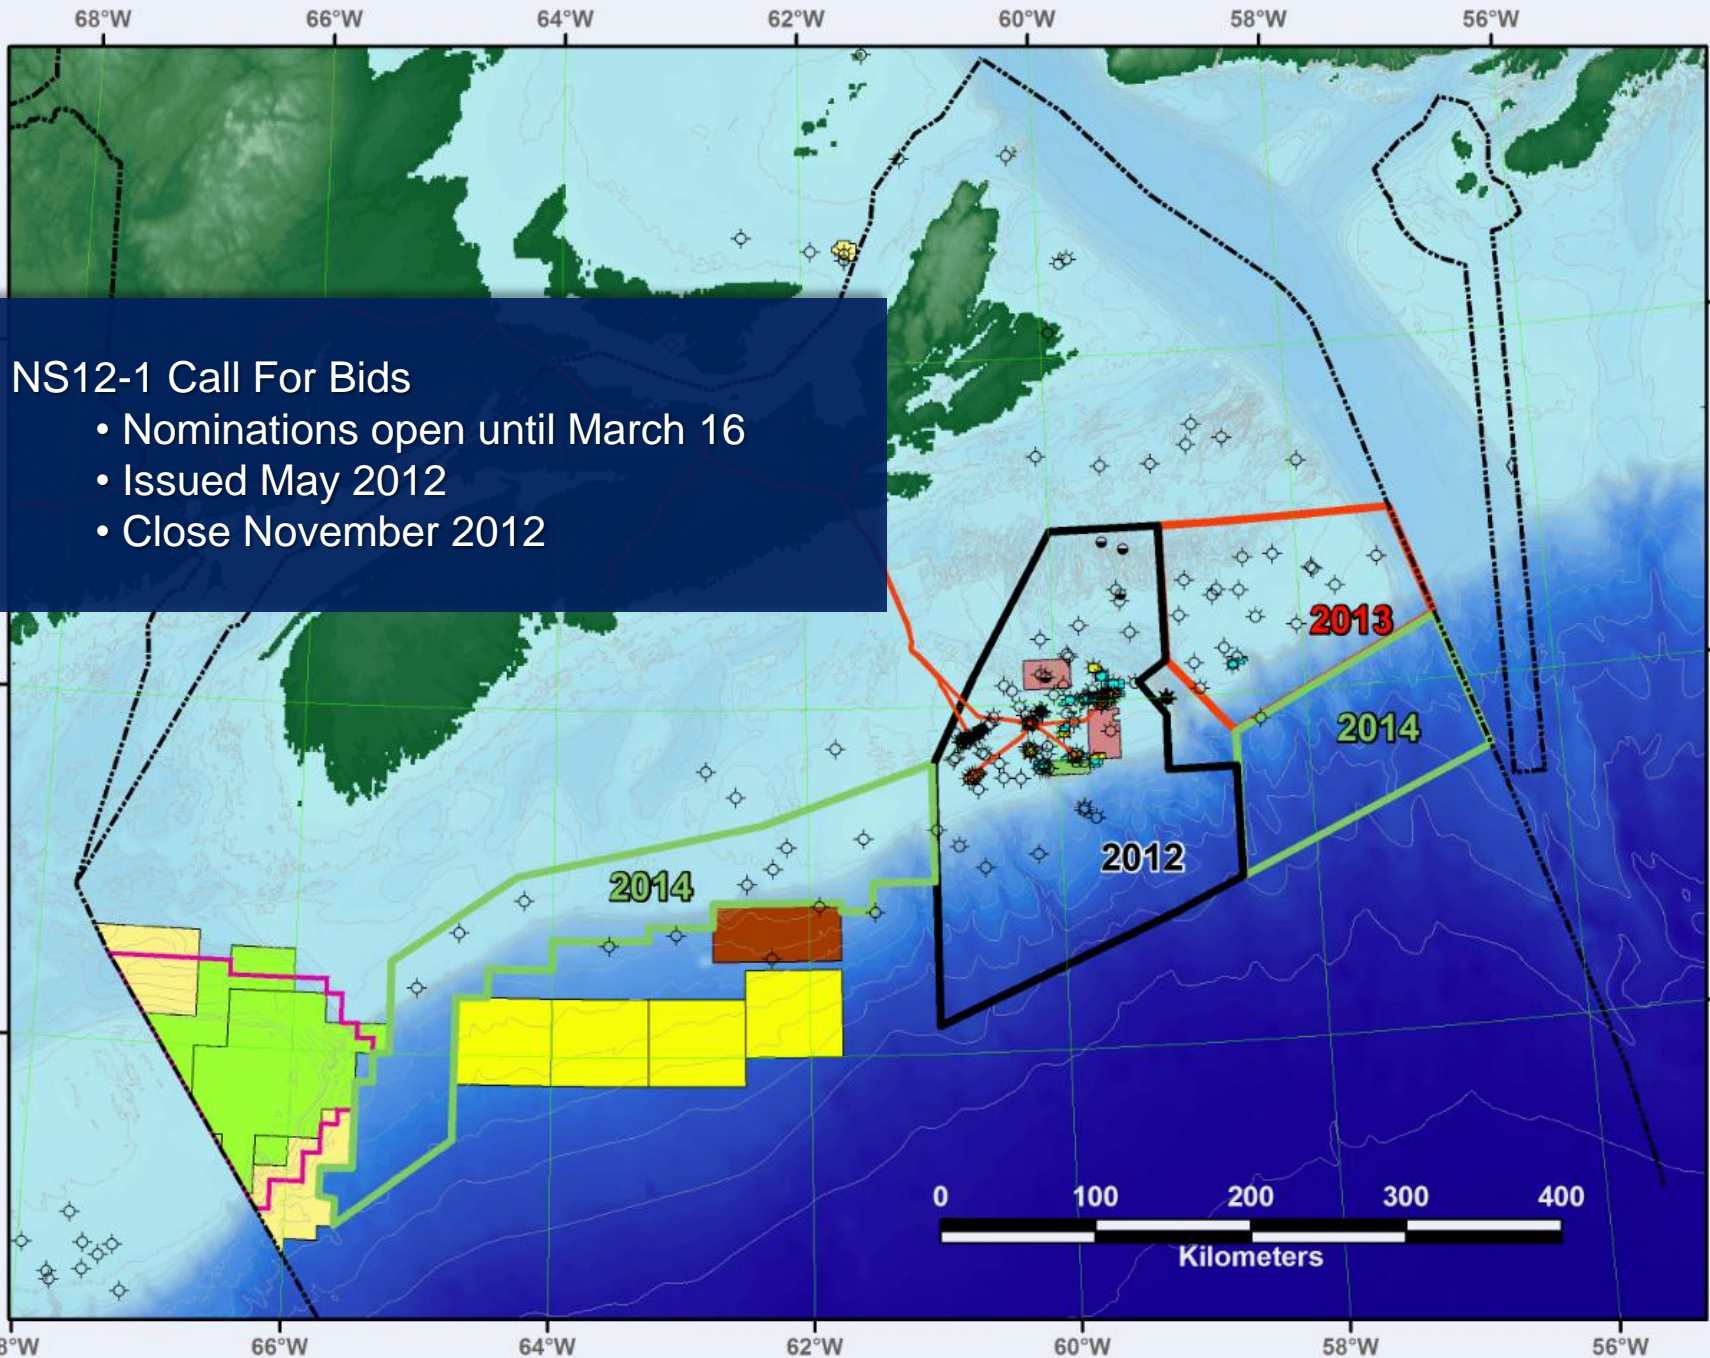 68°W 66°W 64°W 62°W 60°W 58°W 56°W
NS12-1 Call For Bids
• Nominations open until March 16
• Issued May 2012
• Close November 2012
2013
2014
2012
2014
0 100 200 300 400
Kilometers
8°W 66°W 64°W 62°W 60°W 58°W 56°W